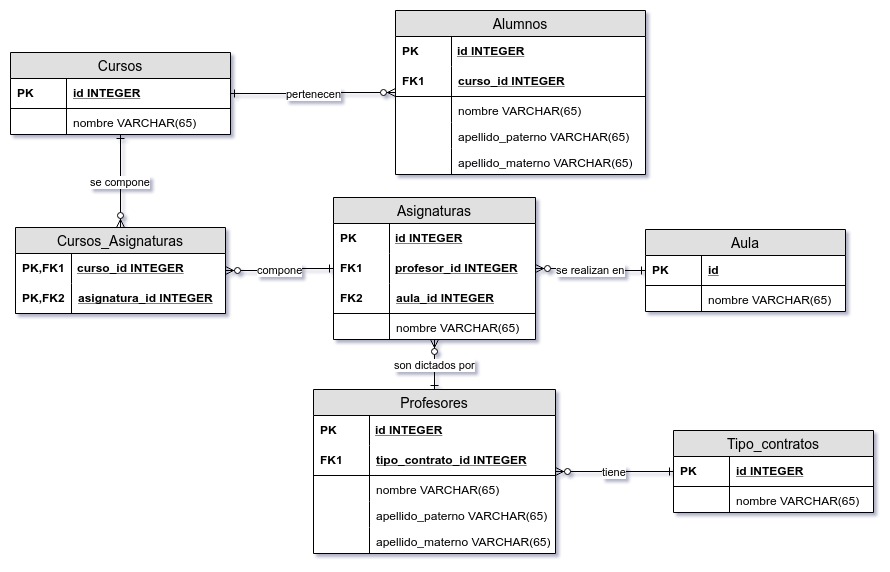 Cursos
PK id INTEGER
nombre VARCHAR(65)
pertenecen
Alumnos
PK id INTEGER
FK1 curso_id INTEGER
nombre VARCHAR(65)
apellido_paterno VARCHAR(65)
apellido_materno VARCHAR(65)
se compone
Cursos_Asignaturas
PK,FK1 curso_id INTEGER
PK,FK2 asignatura_id INTEGER
compone
Asignaturas
PK id INTEGER
FK1 profesor_id INTEGER
FK2 aula_id INTEGER
nombre VARCHAR(65)
se realizan en
Aula
PK id
nombre VARCHAR(65)
son dictados por
Profesores
PK id INTEGER
FK1 tipo_contrato_id INTEGER
nombre VARCHAR(65)
apellido_paterno VARCHAR(65)
apellido_materno VARCHAR(65)
tiene
Tipo_contratos
PK id INTEGER
nombre VARCHAR(65)